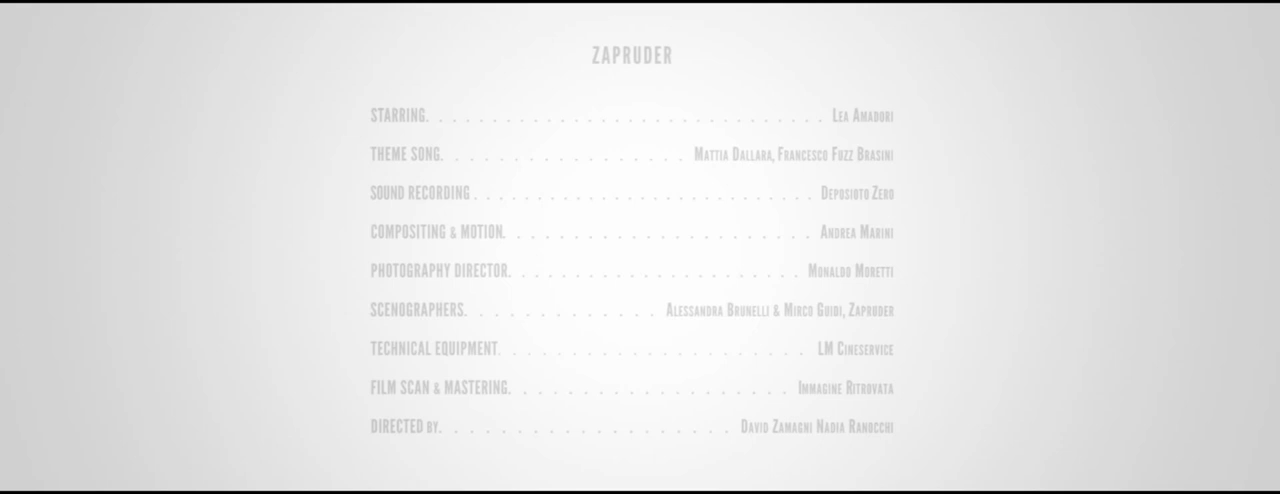 ZAPRUDER
STARRING. . . . . . . . . . . . . . . . . . . . . . . . . . . . . . Lea Amadori
THEME SONG. . . . . . . . . . . . . . . . . . . Mattia Dallara, Francesco Fuzz Brasini
SOUND RECORDING . . . . . . . . . . . . . . . . . . . . . . . . . . Deposito Zero
COMPOSITING & MOTION. . . . . . . . . . . . . . . . . . . . . . . Andrea Marini
PHOTOGRAPHY DIRECTOR. . . . . . . . . . . . . . . . . . . . . . Monaldo Moretti
SCENOGRAPHERS. . . . . . . . . . . . . . . Alessandra Brunelli & Mirco Guidi, Zapruder
TECHNICAL EQUIPMENT. . . . . . . . . . . . . . . . . . . . . . . LM Cineservice
FILM SCAN & MASTERING. . . . . . . . . . . . . . . . . . . . . Immagine Ritrovata
DIRECTED BY. . . . . . . . . . . . . . . . . . . David Zamagni Nadia Ranocchi